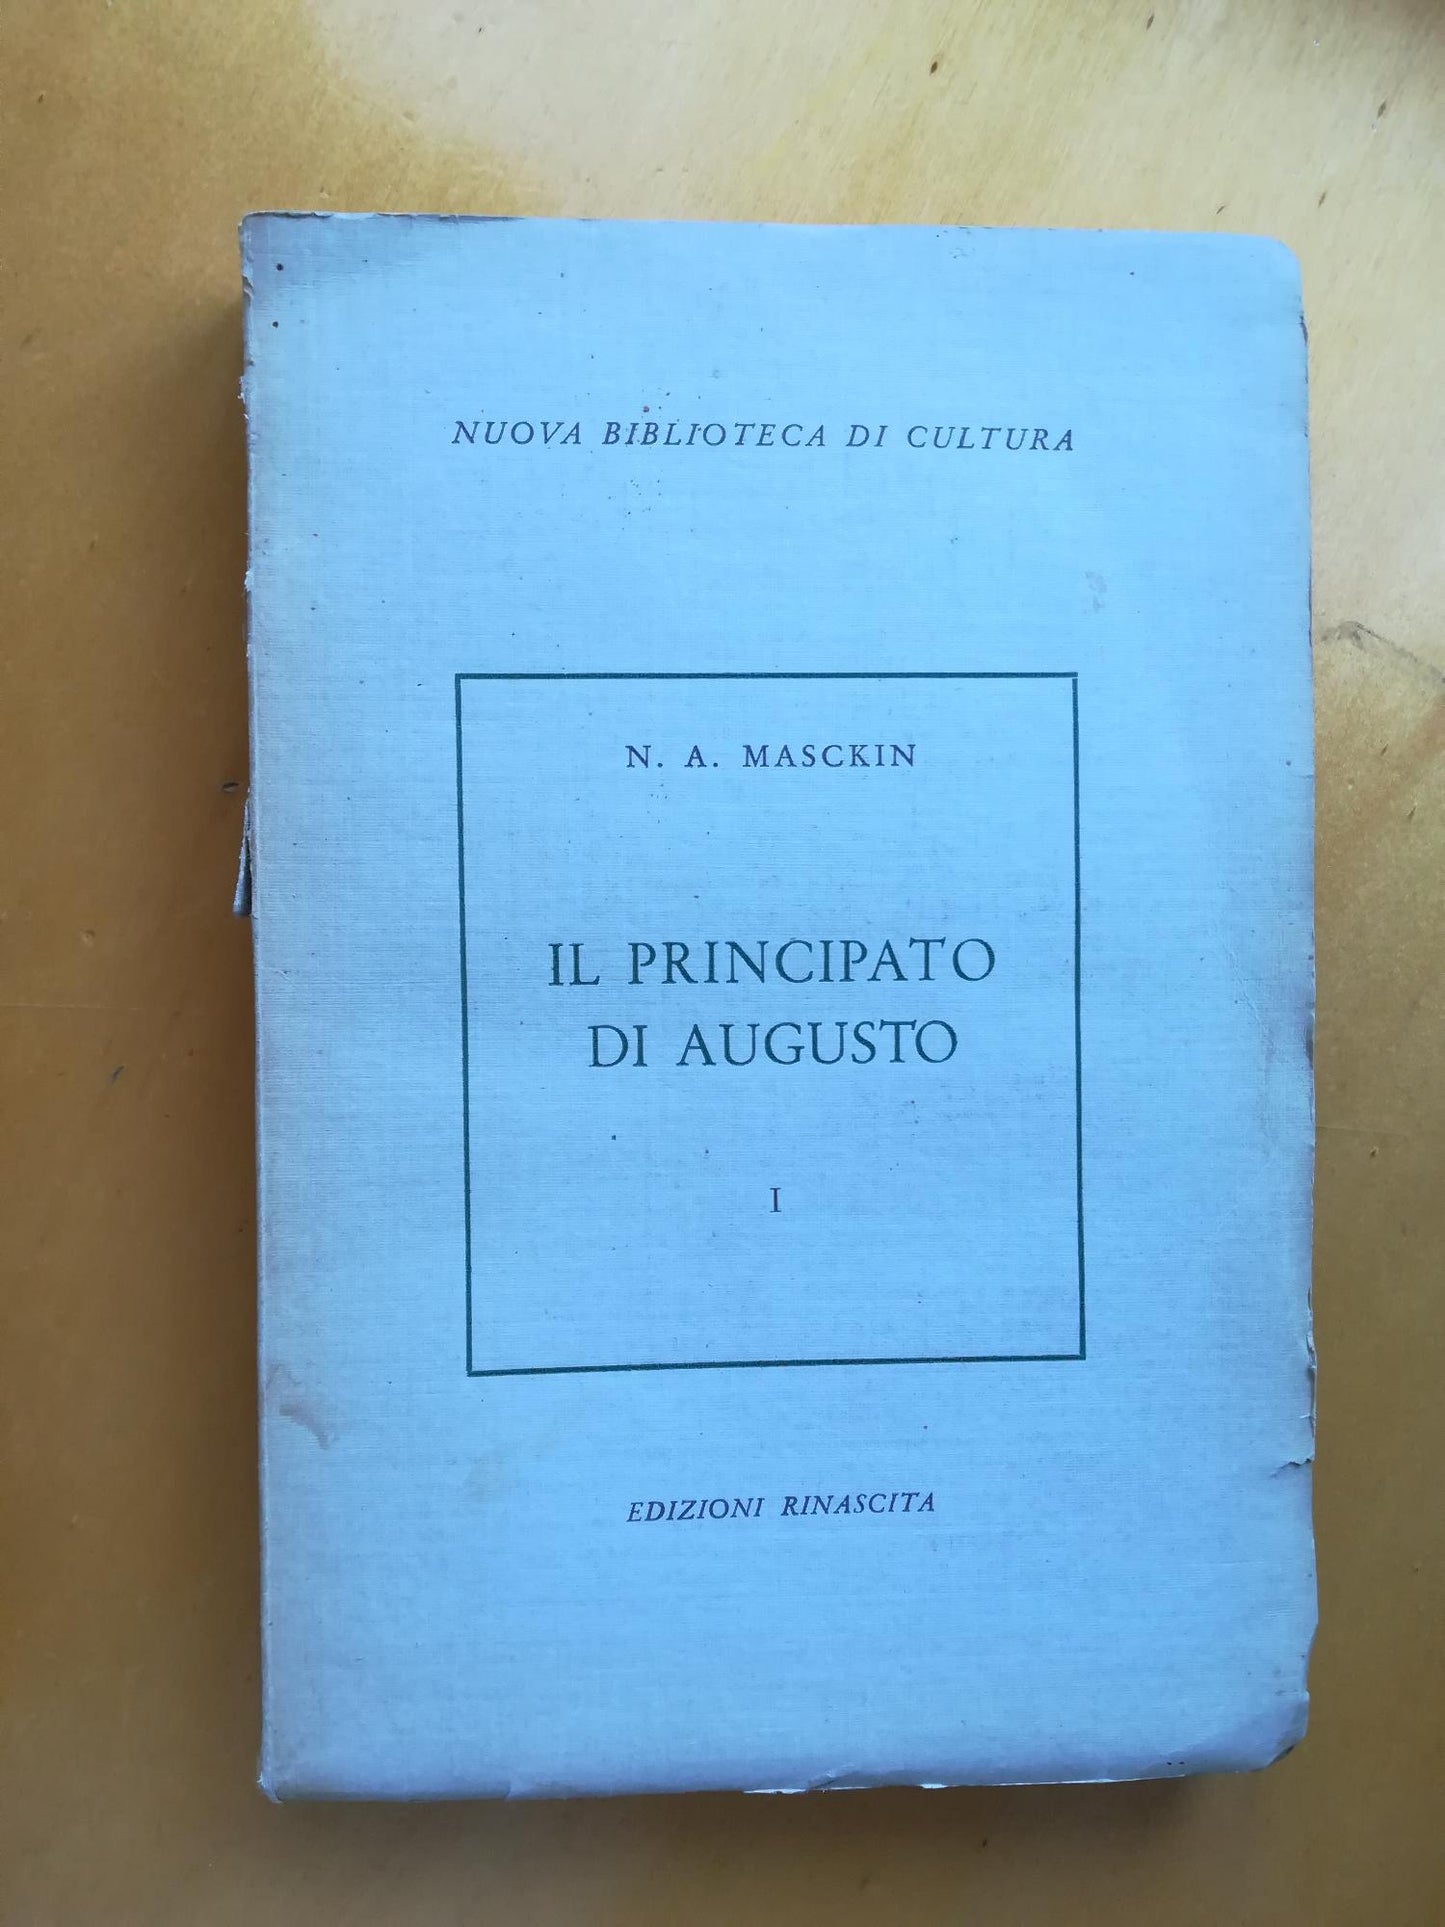 NUOVA BIBLIOTECA DI CULTURA
N. A. MASCKIN
IL PRINCIPATO
DI AUGUSTO
I
EDIZIONI RINASCITA